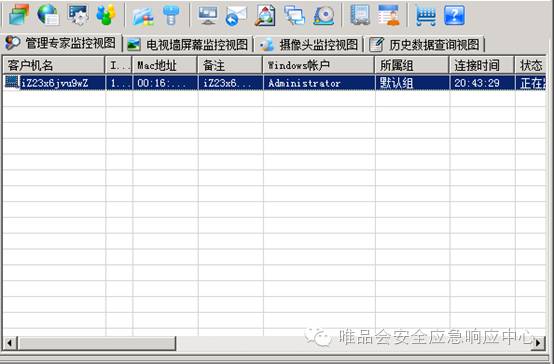 管理专家监控视图 电视墙屏幕监控视图 摄像头监控视图 历史数据查询视图
客户机名 I... Mac地址 备注 Windows帐户 所属组 连接时间 状态
iZ23x6jvu9wZ 1... 00:16:... iZ23x6... Administrator 默认组 20:43:29 正在
唯品会安全应急响应中心